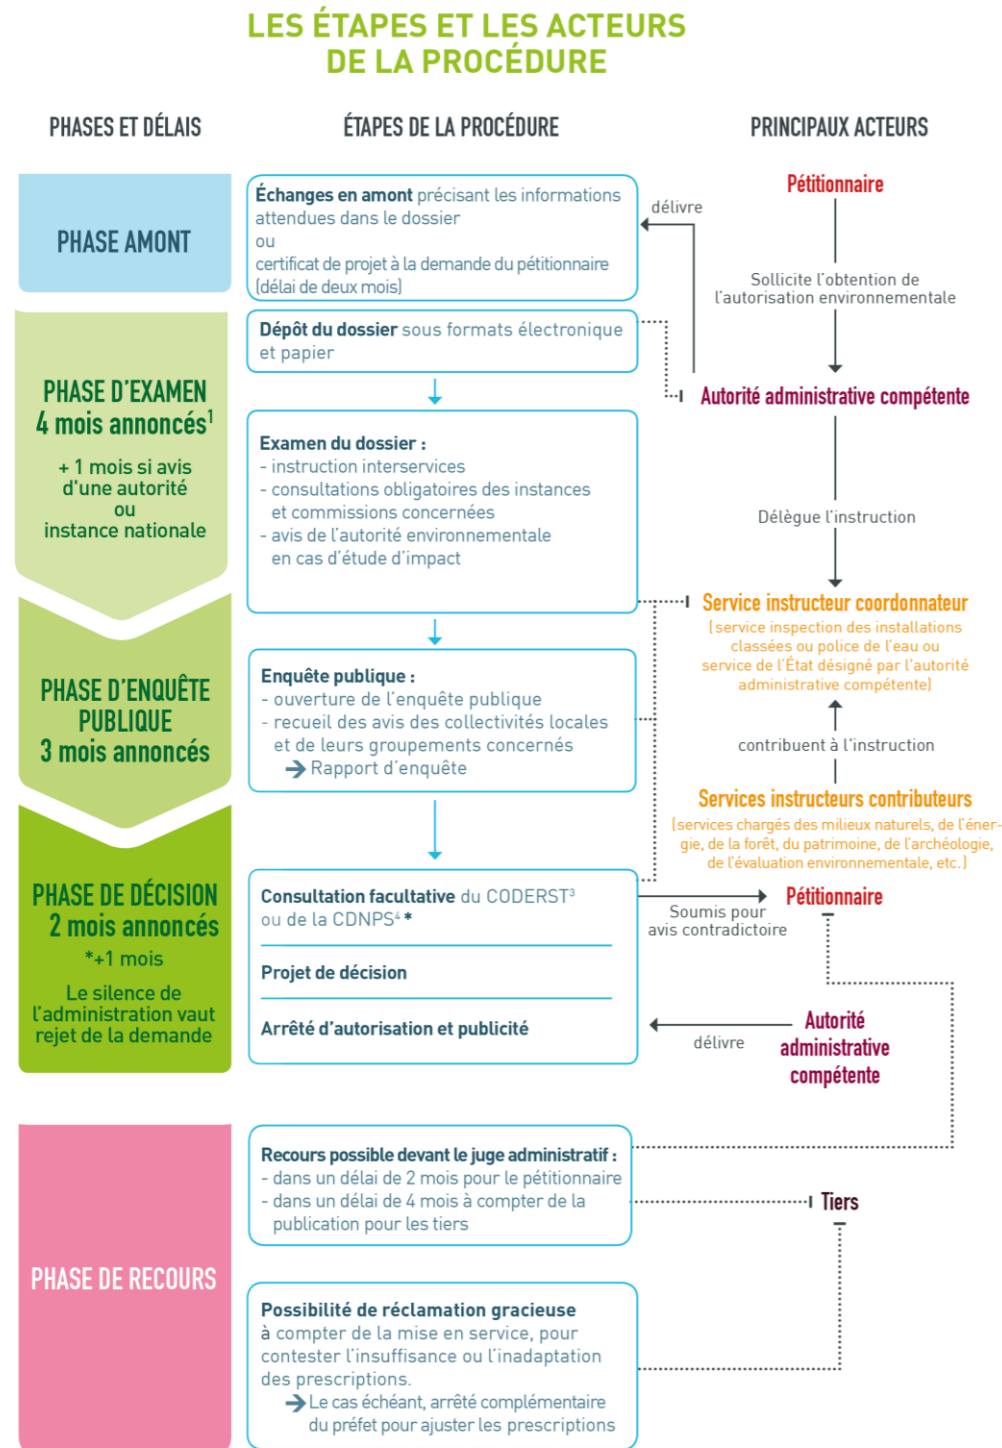 LES ÉTAPES ET LES ACTEURS
DE LA PROCÉDURE
PHASES ET DÉLAIS
ÉTAPES DE LA PROCÉDURE
PRINCIPAUX ACTEURS
PHASE AMONT
Échanges en amont précisant les informations
attendues dans le dossier
ou
certificat de projet à la demande du pétitionnaire
(délai de deux mois)
délivre
Pétitionnaire
Sollicite l'obtention de
l'autorisation environnementale
PHASE D'EXAMEN
4 mois annoncés¹
+ 1 mois si avis
d'une autorité
ou
instance nationale
Dépôt du dossier sous formats électronique
et papier
Autorité administrative compétente
Examen du dossier :
- instruction interservices
- consultations obligatoires des instances
et commissions concernées
- avis de l'autorité environnementale
en cas d'étude d'impact
Délègue l'instruction
Service instructeur coordonnateur
(service inspection des installations
classées ou police de l'eau ou
service de l'État désigné par l'autorité
administrative compétente)
PHASE D'ENQUÊTE
PUBLIQUE
3 mois annoncés
Enquête publique :
- ouverture de l'enquête publique
- recueil des avis des collectivités locales
et de leurs groupements concernés
→ Rapport d'enquête
contribuent à l'instruction
Services instructeurs contributeurs
(services chargés des milieux naturels, de l'éner-
gie, de la forêt, du patrimoine, de l'archéologie,
de l'évaluation environnementale, etc.)
PHASE DE DÉCISION
2 mois annoncés
*+1 mois
Le silence de
l'administration vaut
rejet de la demande
Consultation facultative du CODERST³
ou de la CDNPS⁴ *
Projet de décision
Arrêté d'autorisation et publicité
Soumis pour
avis contradictoire
Pétitionnaire
délivre
Autorité
administrative
compétente
PHASE DE RECOURS
Recours possible devant le juge administratif :
- dans un délai de 2 mois pour le pétitionnaire
- dans un délai de 4 mois à compter de la
publication pour les tiers
Tiers
Possibilité de réclamation gracieuse
à compter de la mise en service, pour
contester l'insuffisance ou l'inadaptation
des prescriptions.
→ Le cas échéant, arrêté complémentaire
du préfet pour ajuster les prescriptions